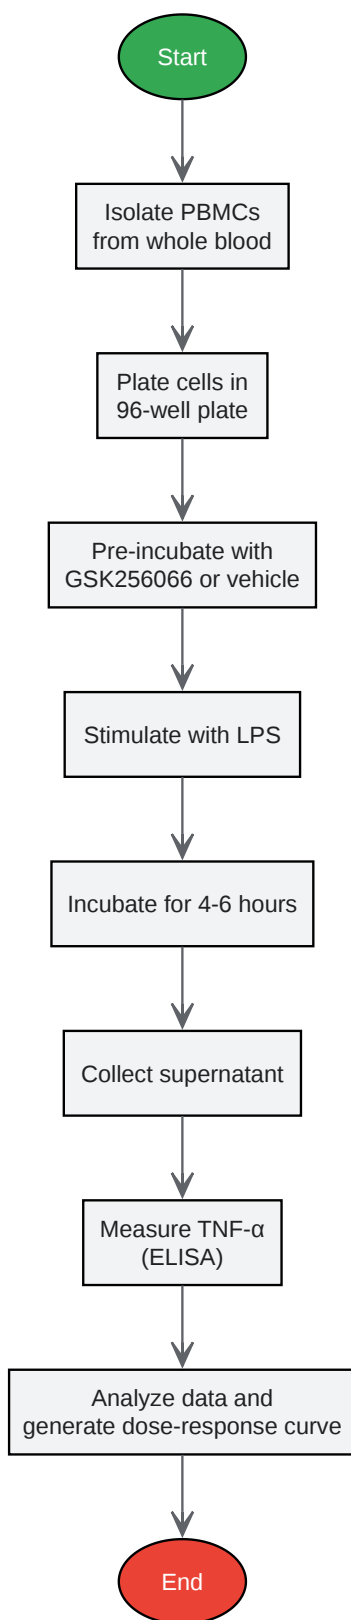 Start
Isolate PBMCs
from whole blood
Plate cells in
96-well plate
Pre-incubate with
GSK256066 or vehicle
Stimulate with LPS
Incubate for 4-6 hours
Collect supernatant
Measure TNF-α
(ELISA)
Analyze data and
generate dose-response curve
End